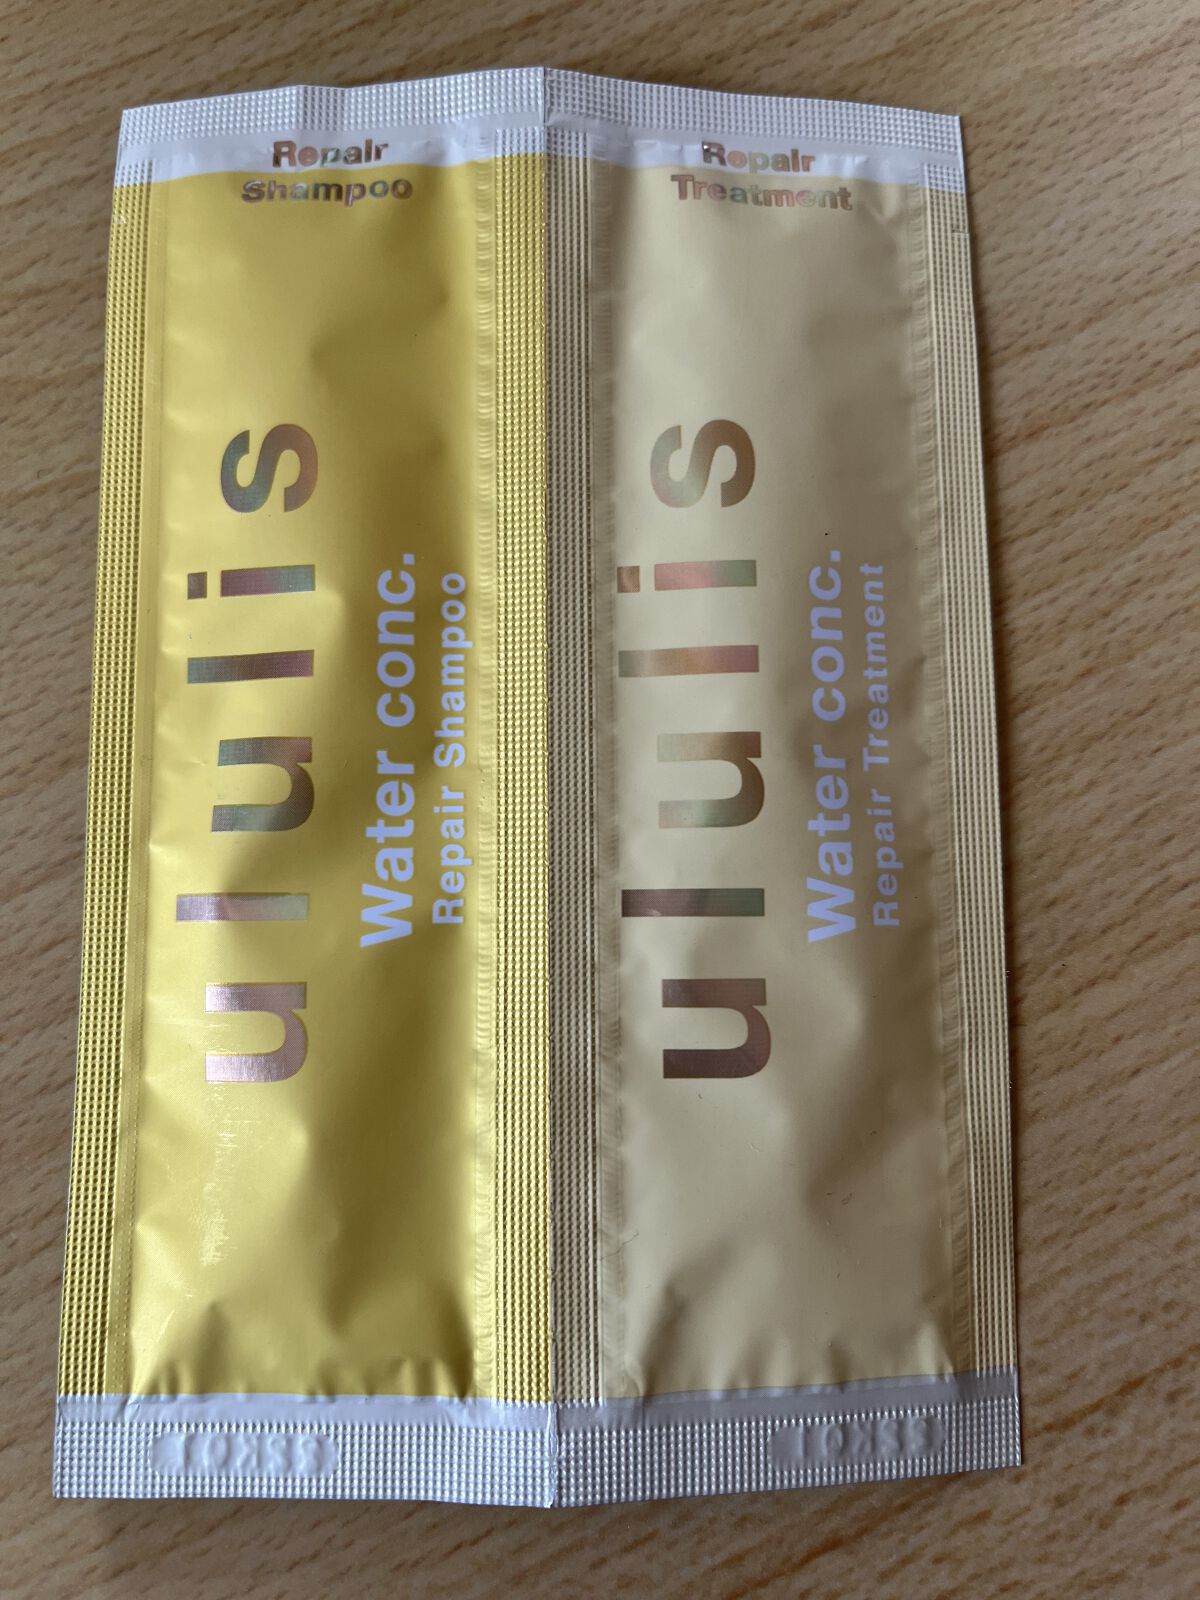 Repair
Shampoo
ululis
Water conc.
Repair Shampoo
Repair
Treatment
ululis
Water conc.
Repair Treatment